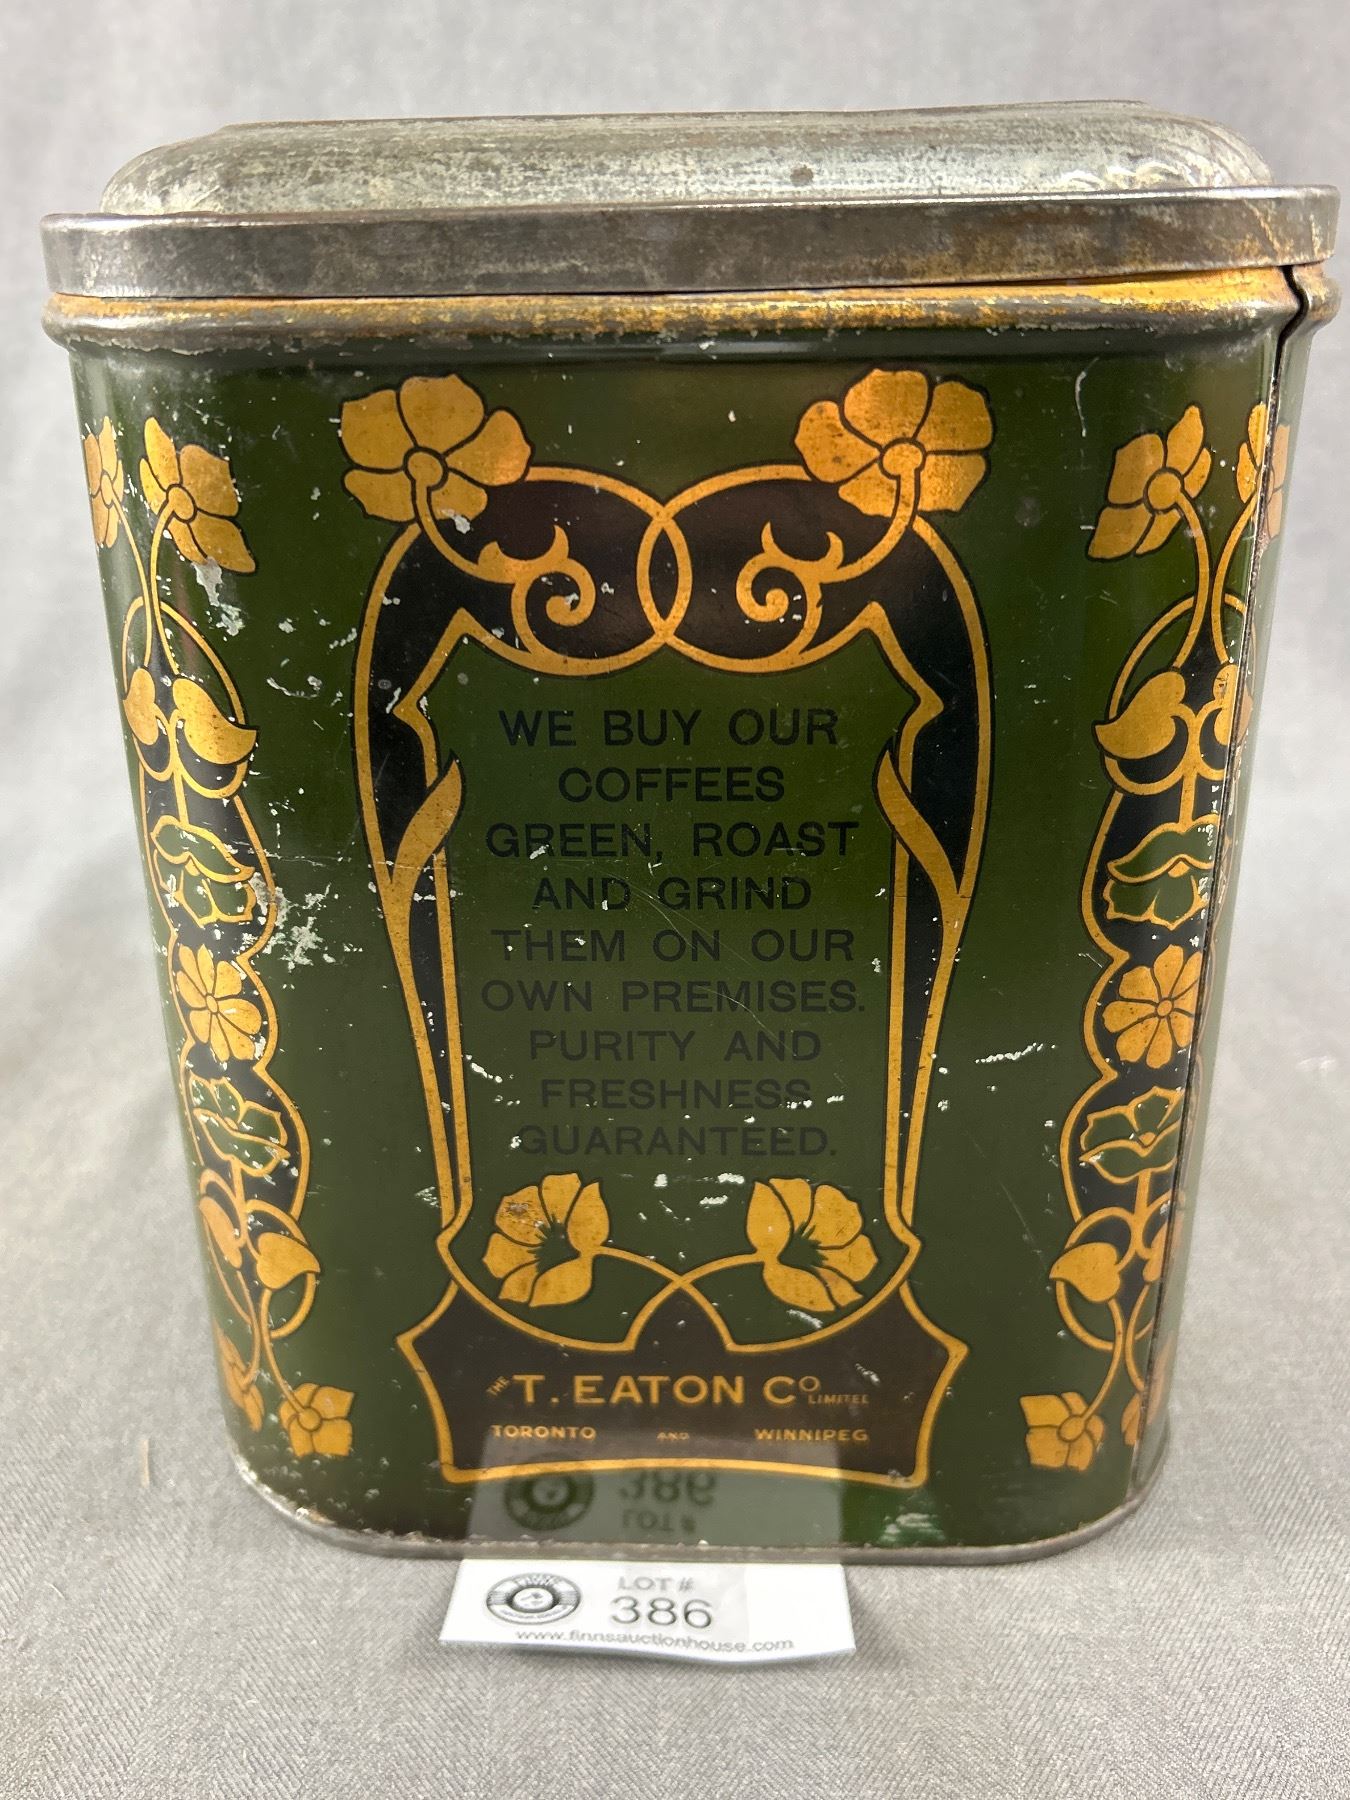 WE BUY OUR
COFFEES
GREEN, ROAST
AND GRIND
THEM ON OUR
OWN PREMISES.
PURITY AND
FRESHNESS
GUARANTEED.
THE T. EATON CO LIMITED
TORONTO AND WINNIPEG
LOT #
386
www.finnsauctionhouse.com